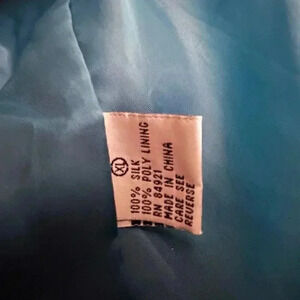 XL
100% SILK
100% POLY LINING
RN 84921
MADE IN CHINA
CARE SEE
REVERSE